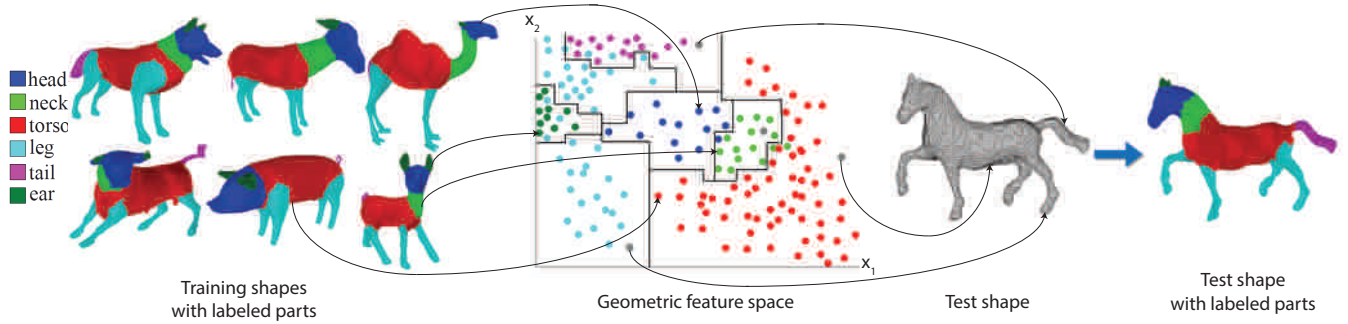 head
neck
torso
leg
tail
ear
x2
x1
Training shapes
with labeled parts
Geometric feature space
Test shape
Test shape
with labeled parts